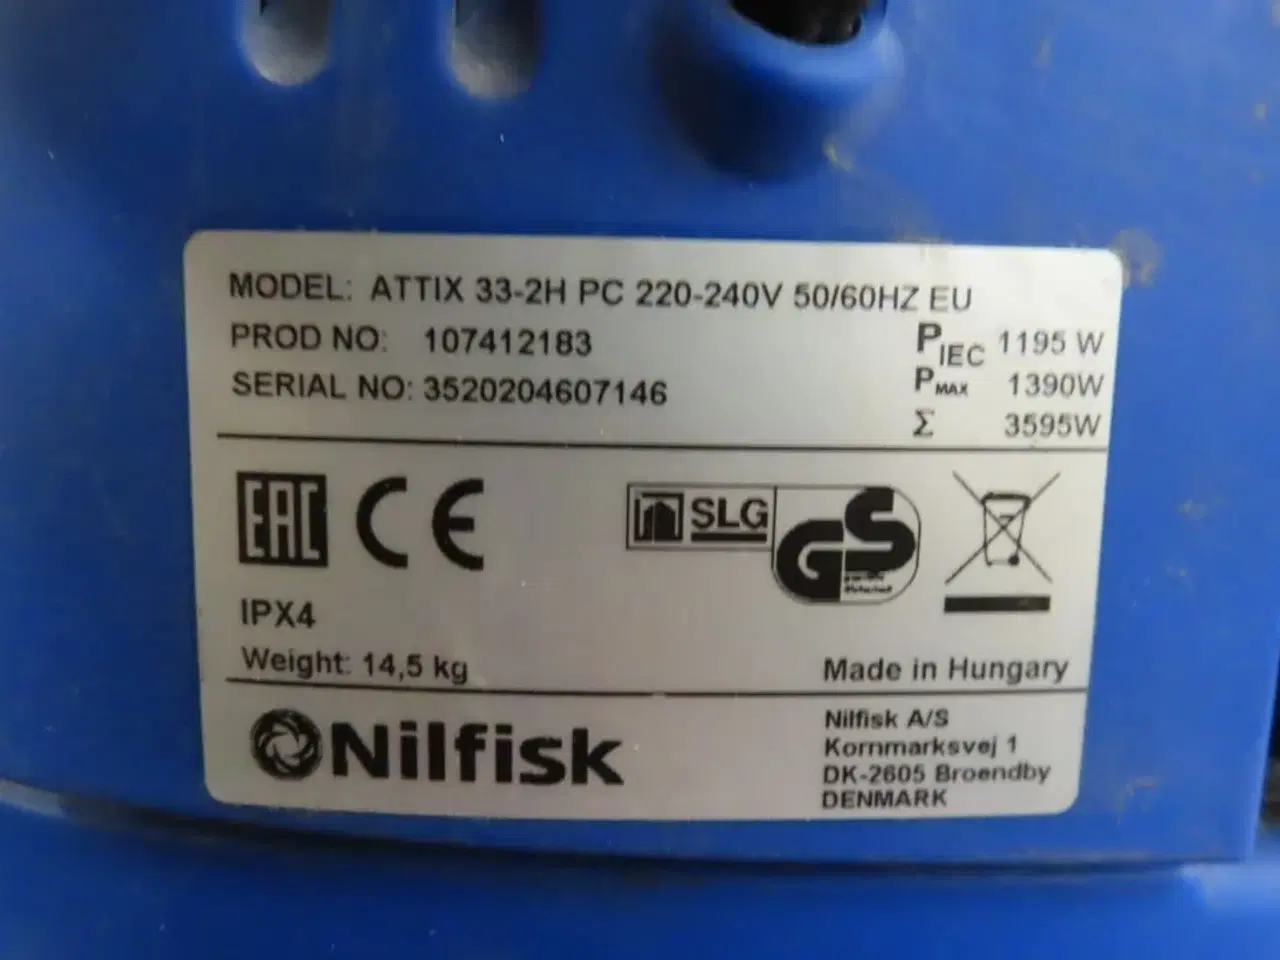 MODEL: ATTIX 33-2H PC 220-240V 50/60HZ EU
PROD NO: 107412183
PIEC 1195 W
SERIAL NO: 3520204607146
PMAX 1390W
Σ 3595W
EAC CE
SLG
GS
IPX4
Weight: 14,5 kg
Made in Hungary
Nilfisk
Nilfisk A/S
Kornmarksvej 1
DK-2605 Broendby
DENMARK